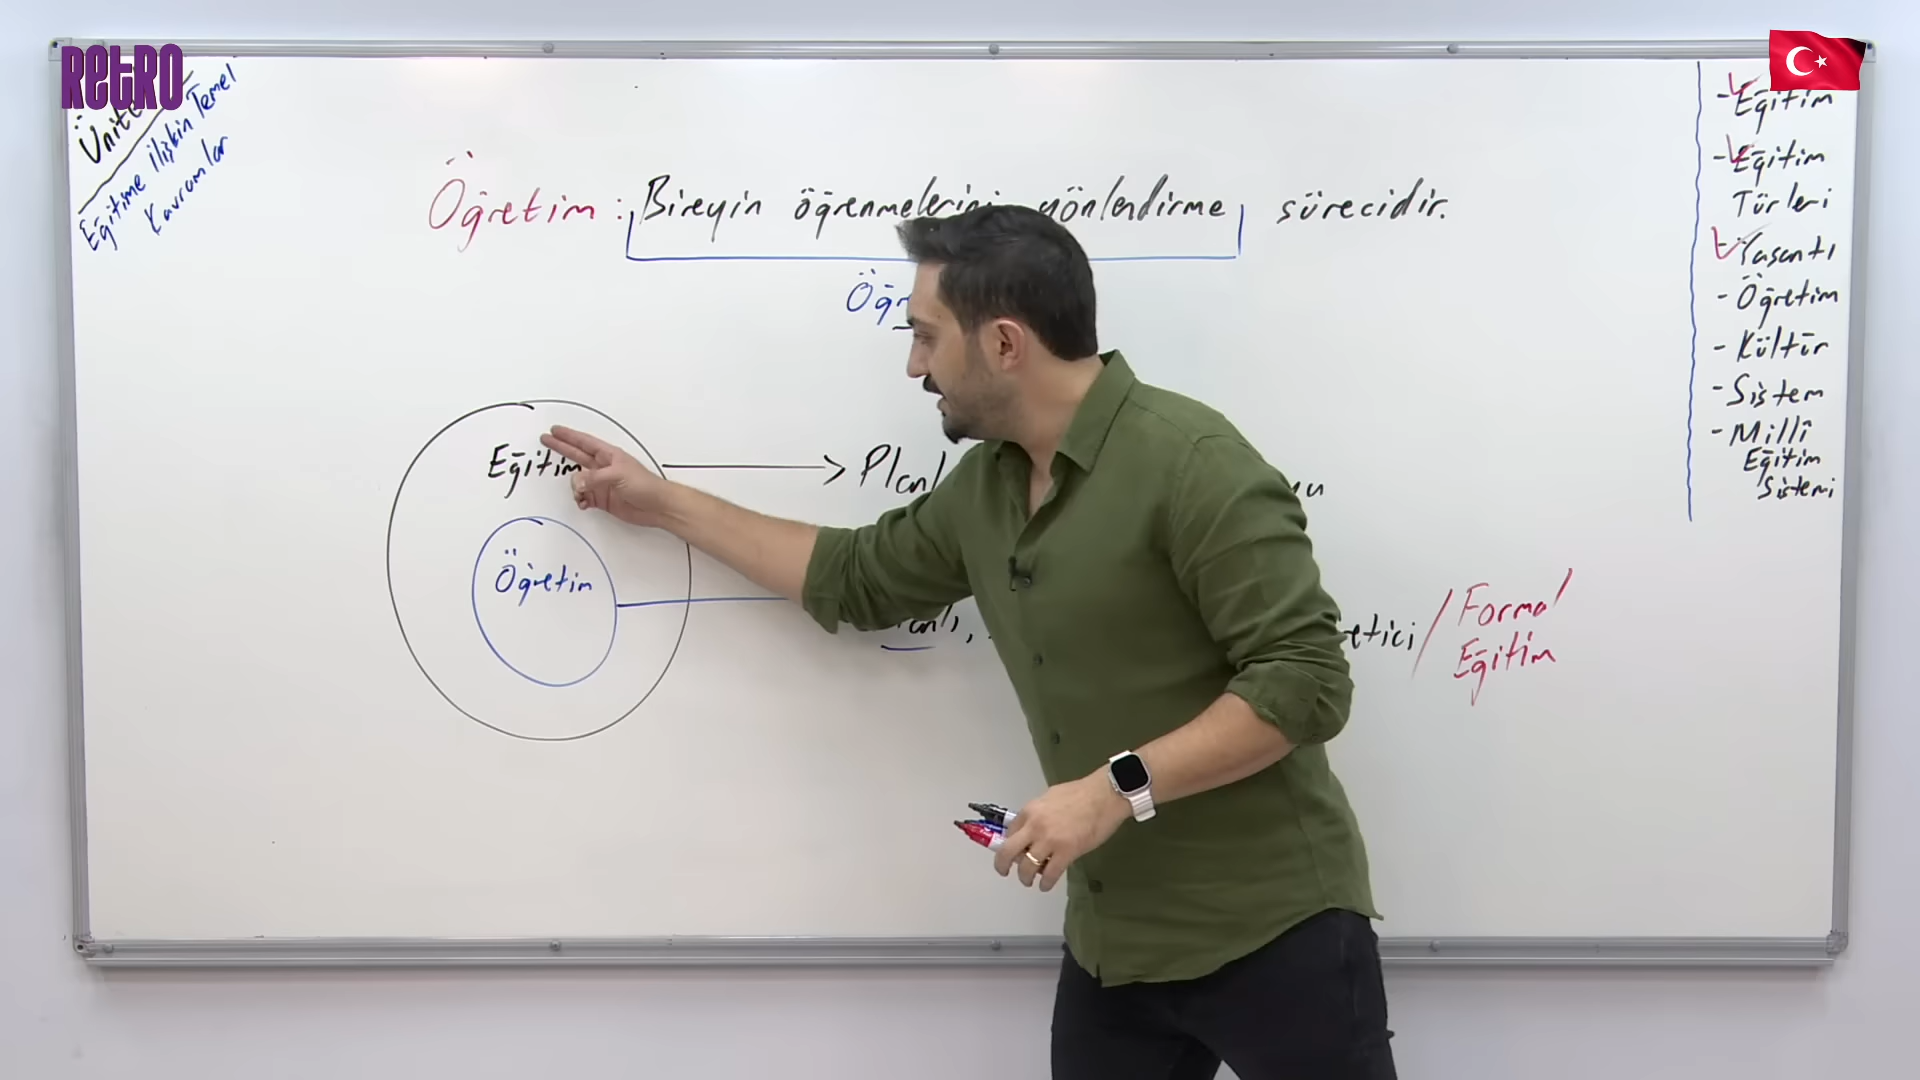 RETRO
Ünite
Eğitime İlişkin Temel
Kavramlar
Öğretim : Bireyin öğrenmelerini yönlendirme sürecidir.
Eğitim
Öğretim
/ Formal
Eğitim
- Eğitim
- Eğitim
Türleri
- Yaşantı
- Öğretim
- Kültür
- Sistem
- Millî
Eğitim
Sistemi